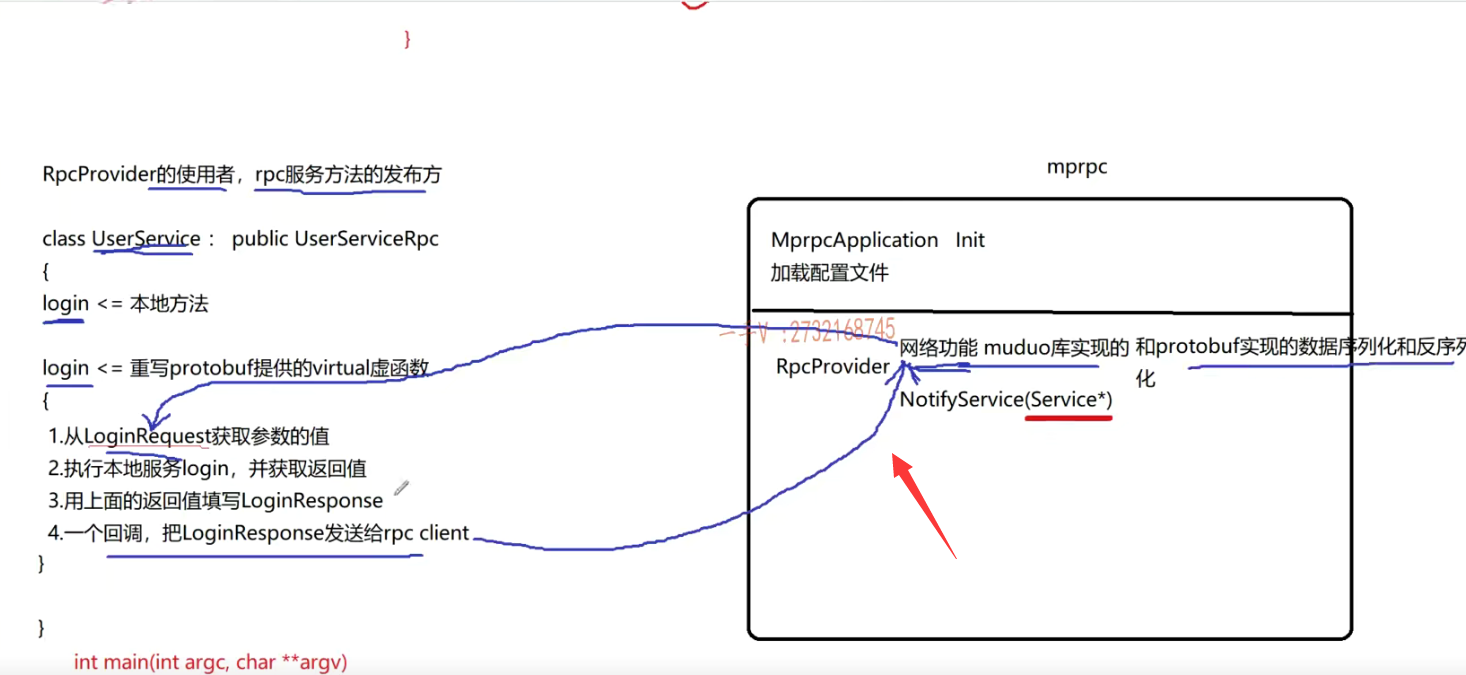 }
RpcProvider的使用者，rpc服务方法的发布方
class UserService： public UserServiceRpc
{
login <= 本地方法
login <= 重写protobuf提供的virtual虚函数
{
1.从LoginRequest获取参数的值
2.执行本地服务login，并获取返回值
3.用上面的返回值填写LoginResponse
4.一个回调，把LoginResponse发送给rpc client
}
}
int main(int argc, char **argv)
mprpc
MprpcApplication Init
加载配置文件
一手V :2732168745
RpcProvider
网络功能 muduo库实现的
和protobuf实现的数据序列化和反序列
化
NotifyService(Service*)